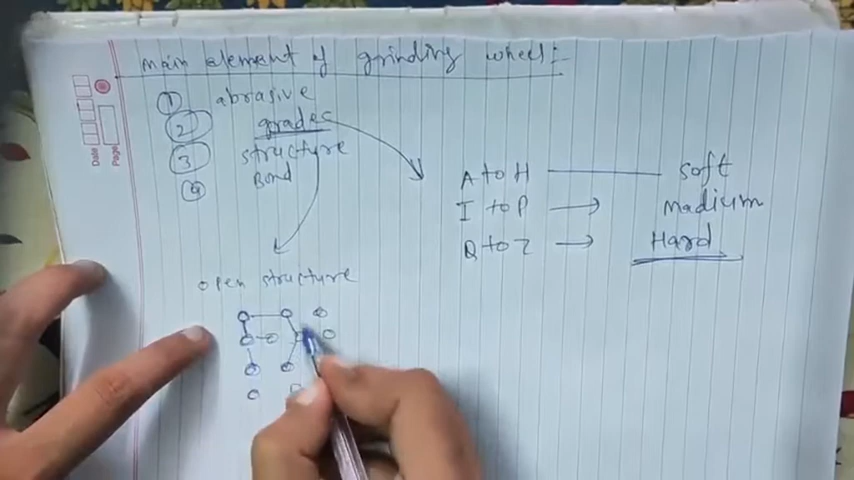 main element of grinding wheel:-
Date
Page
① abrasive
② grades
③ structure
④ Bond
A to H soft
I to P → madium
Q to Z → Hard
open structure